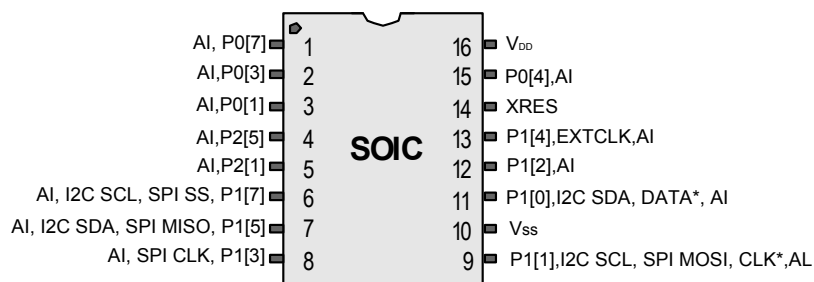 AI, P0[7] 1 16 VDD
AI,P0[3] 2 15 P0[4],AI
AI,P0[1] 3 14 XRES
AI,P2[5] 4 SOIC 13 P1[4],EXTCLK,AI
AI,P2[1] 5 12 P1[2],AI
AI, I2C SCL, SPI SS, P1[7] 6 11 P1[0],I2C SDA, DATA*, AI
AI, I2C SDA, SPI MISO, P1[5] 7 10 Vss
AI, SPI CLK, P1[3] 8 9 P1[1],I2C SCL, SPI MOSI, CLK*,AL